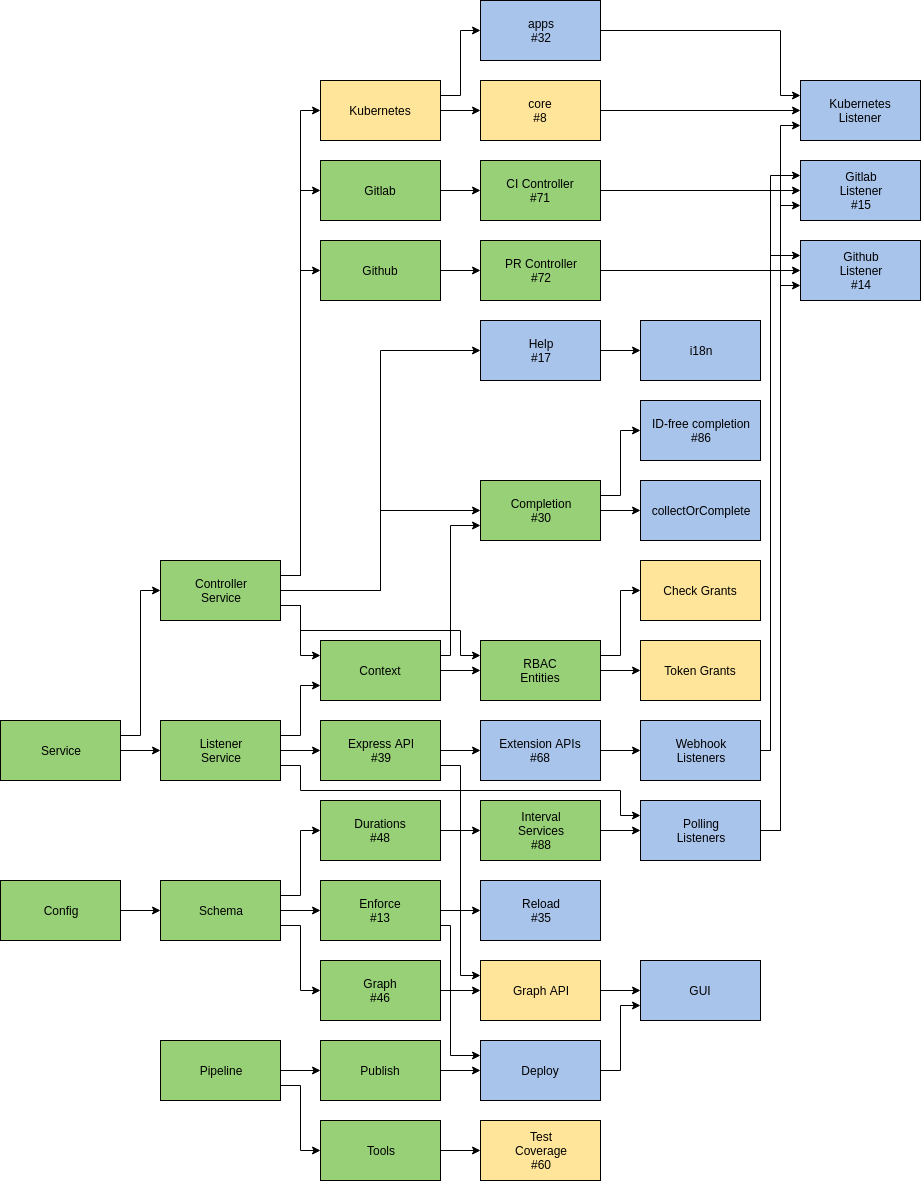 apps
#32
Kubernetes
core
#8
Kubernetes
Listener
Gitlab
CI Controller
#71
Gitlab
Listener
#15
Github
PR Controller
#72
Github
Listener
#14
Help
#17
i18n
ID-free completion
#86
Completion
#30
collectOrComplete
Controller
Service
Check Grants
Context
RBAC
Entities
Token Grants
Service
Listener
Service
Express API
#39
Extension APIs
#68
Webhook
Listeners
Durations
#48
Interval
Services
#88
Polling
Listeners
Config
Schema
Enforce
#13
Reload
#35
Graph
#46
Graph API
GUI
Pipeline
Publish
Deploy
Tools
Test
Coverage
#60